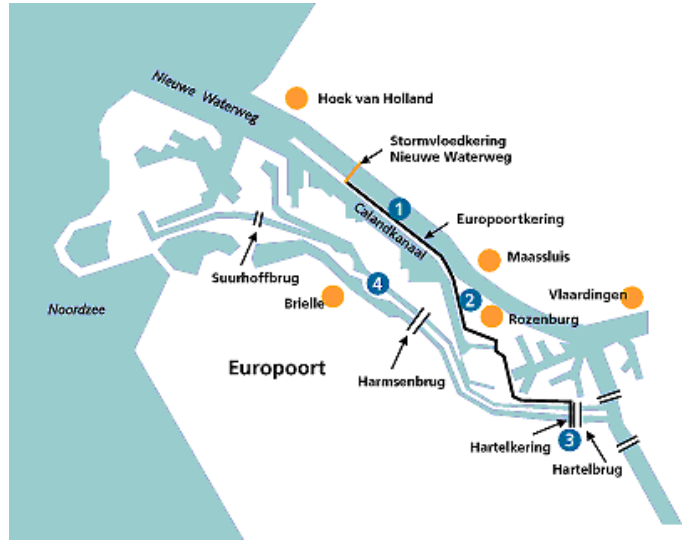 Nieuwe Waterweg
Hoek van Holland
Stormvloedkering
Nieuwe Waterweg
1
Europoortkering
Calandkanaal
Maassluis
Suurhoffbrug
4
2
Vlaardingen
Brielle
Noordzee
Rozenburg
Europoort
Harmsenbrug
Hartelkering
3
Hartelbrug